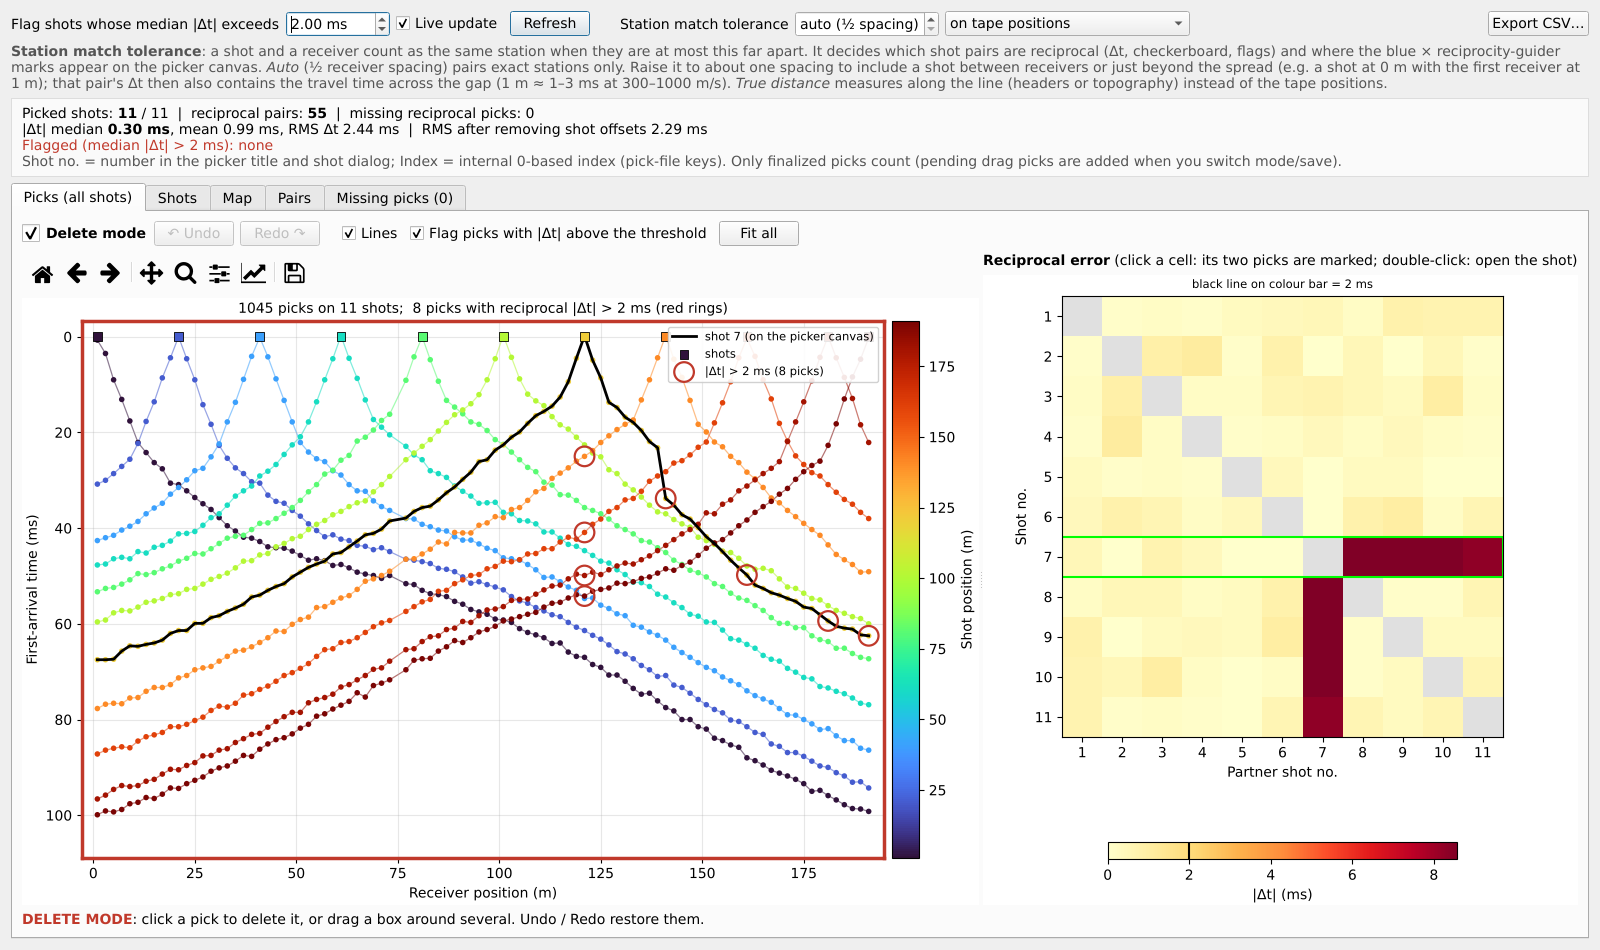 Flag shots whose median |Δt| exceeds 2.00 ms Live update Refresh Station match tolerance auto (½ spacing) on tape positions Export CSV...
Station match tolerance: a shot and a receiver count as the same station when they are at most this far apart. It decides which shot pairs are reciprocal (Δt, checkerboard, flags) and where the blue × reciprocity-guider
marks appear on the picker canvas. Auto (½ receiver spacing) pairs exact stations only. Raise it to about one spacing to include a shot between receivers or just beyond the spread (e.g. a shot at 0 m with the first receiver at
1 m); that pair's Δt then also contains the travel time across the gap (1 m ≈ 1–3 ms at 300–1000 m/s). True distance measures along the line (headers or topography) instead of the tape positions.
Picked shots: 11 / 11 | reciprocal pairs: 55 | missing reciprocal picks: 0
|Δt| median 0.30 ms, mean 0.99 ms, RMS Δt 2.44 ms | RMS after removing shot offsets 2.29 ms
Flagged (median |Δt| > 2 ms): none
Shot no. = number in the picker title and shot dialog; Index = internal 0-based index (pick-file keys). Only finalized picks count (pending drag picks are added when you switch mode/save).
Picks (all shots) Shots Map Pairs Missing picks (0)
Delete mode ↶ Undo Redo ↷ Lines Flag picks with |Δt| above the threshold Fit all
1045 picks on 11 shots; 8 picks with reciprocal |Δt| > 2 ms (red rings)
shot 7 (on the picker canvas)
shots
|Δt| > 2 ms (8 picks)
First-arrival time (ms)
0
20
40
60
80
100
0 25 50 75 100 125 150 175
Receiver position (m)
175
150
125
100
75
50
25
Shot position (m)
Reciprocal error (click a cell: its two picks are marked; double-click: open the shot)
black line on colour bar = 2 ms
Shot no.
1
2
3
4
5
6
7
8
9
10
11
1 2 3 4 5 6 7 8 9 10 11
Partner shot no.
0 2 4 6 8
|Δt| (ms)
DELETE MODE: click a pick to delete it, or drag a box around several. Undo / Redo restore them.